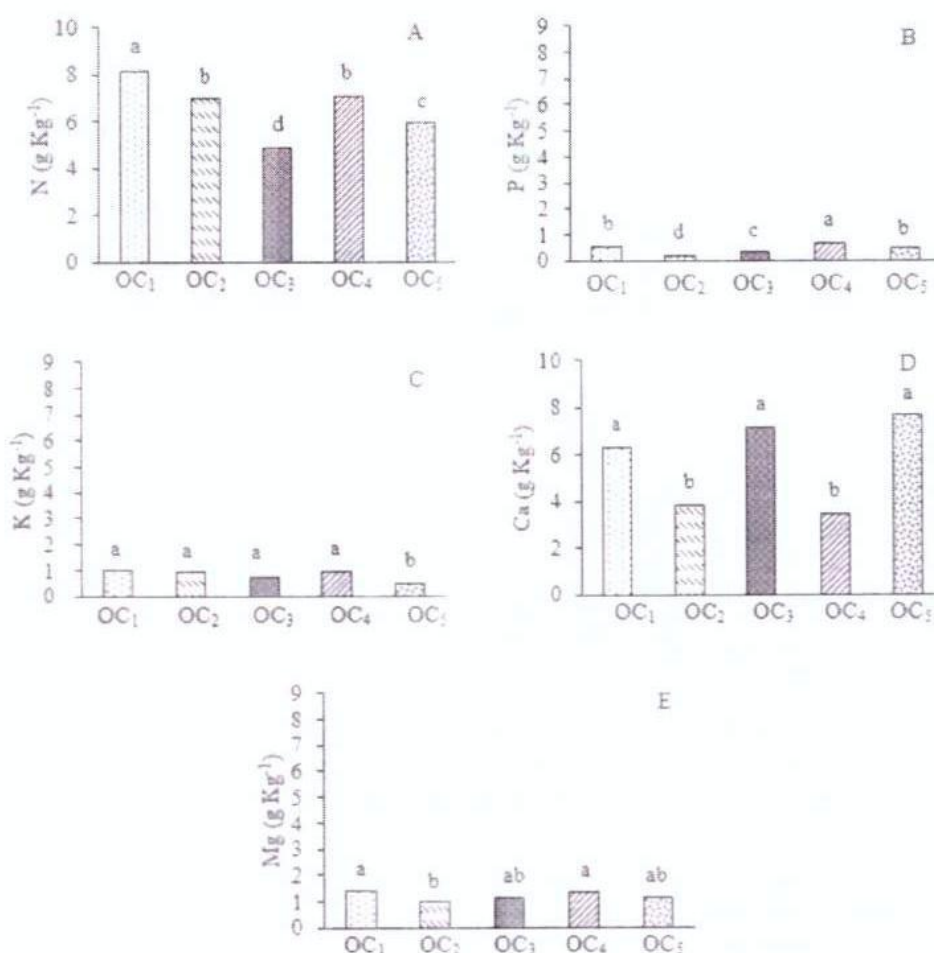 A
N (g Kg⁻¹)
10
8
6
4
2
0
a
b
d
b
c
OC₁
OC₂
OC₃
OC₄
OC₅
B
P (g Kg⁻¹)
9
8
7
6
5
4
3
2
1
0
b
d
c
a
b
OC₁
OC₂
OC₃
OC₄
OC₅
C
K (g Kg⁻¹)
9
8
7
6
5
4
3
2
1
0
a
a
a
a
b
OC₁
OC₂
OC₃
OC₄
OC₅
D
Ca (g Kg⁻¹)
10
8
6
4
2
0
a
b
a
b
a
OC₁
OC₂
OC₃
OC₄
OC₅
E
Mg (g Kg⁻¹)
9
8
7
6
5
4
3
2
1
0
a
b
ab
a
ab
OC₁
OC₂
OC₃
OC₄
OC₅